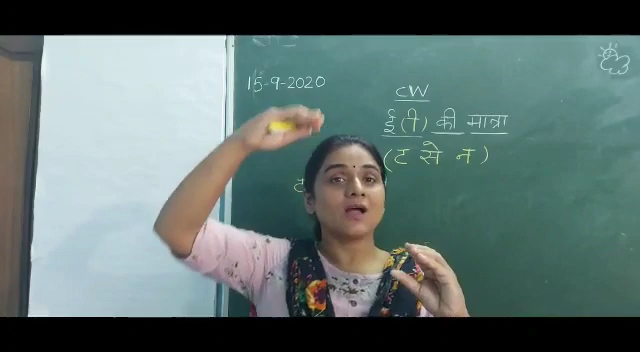 15-9-2020
CW
ई(ी) की मात्रा
(ट से न)
ट